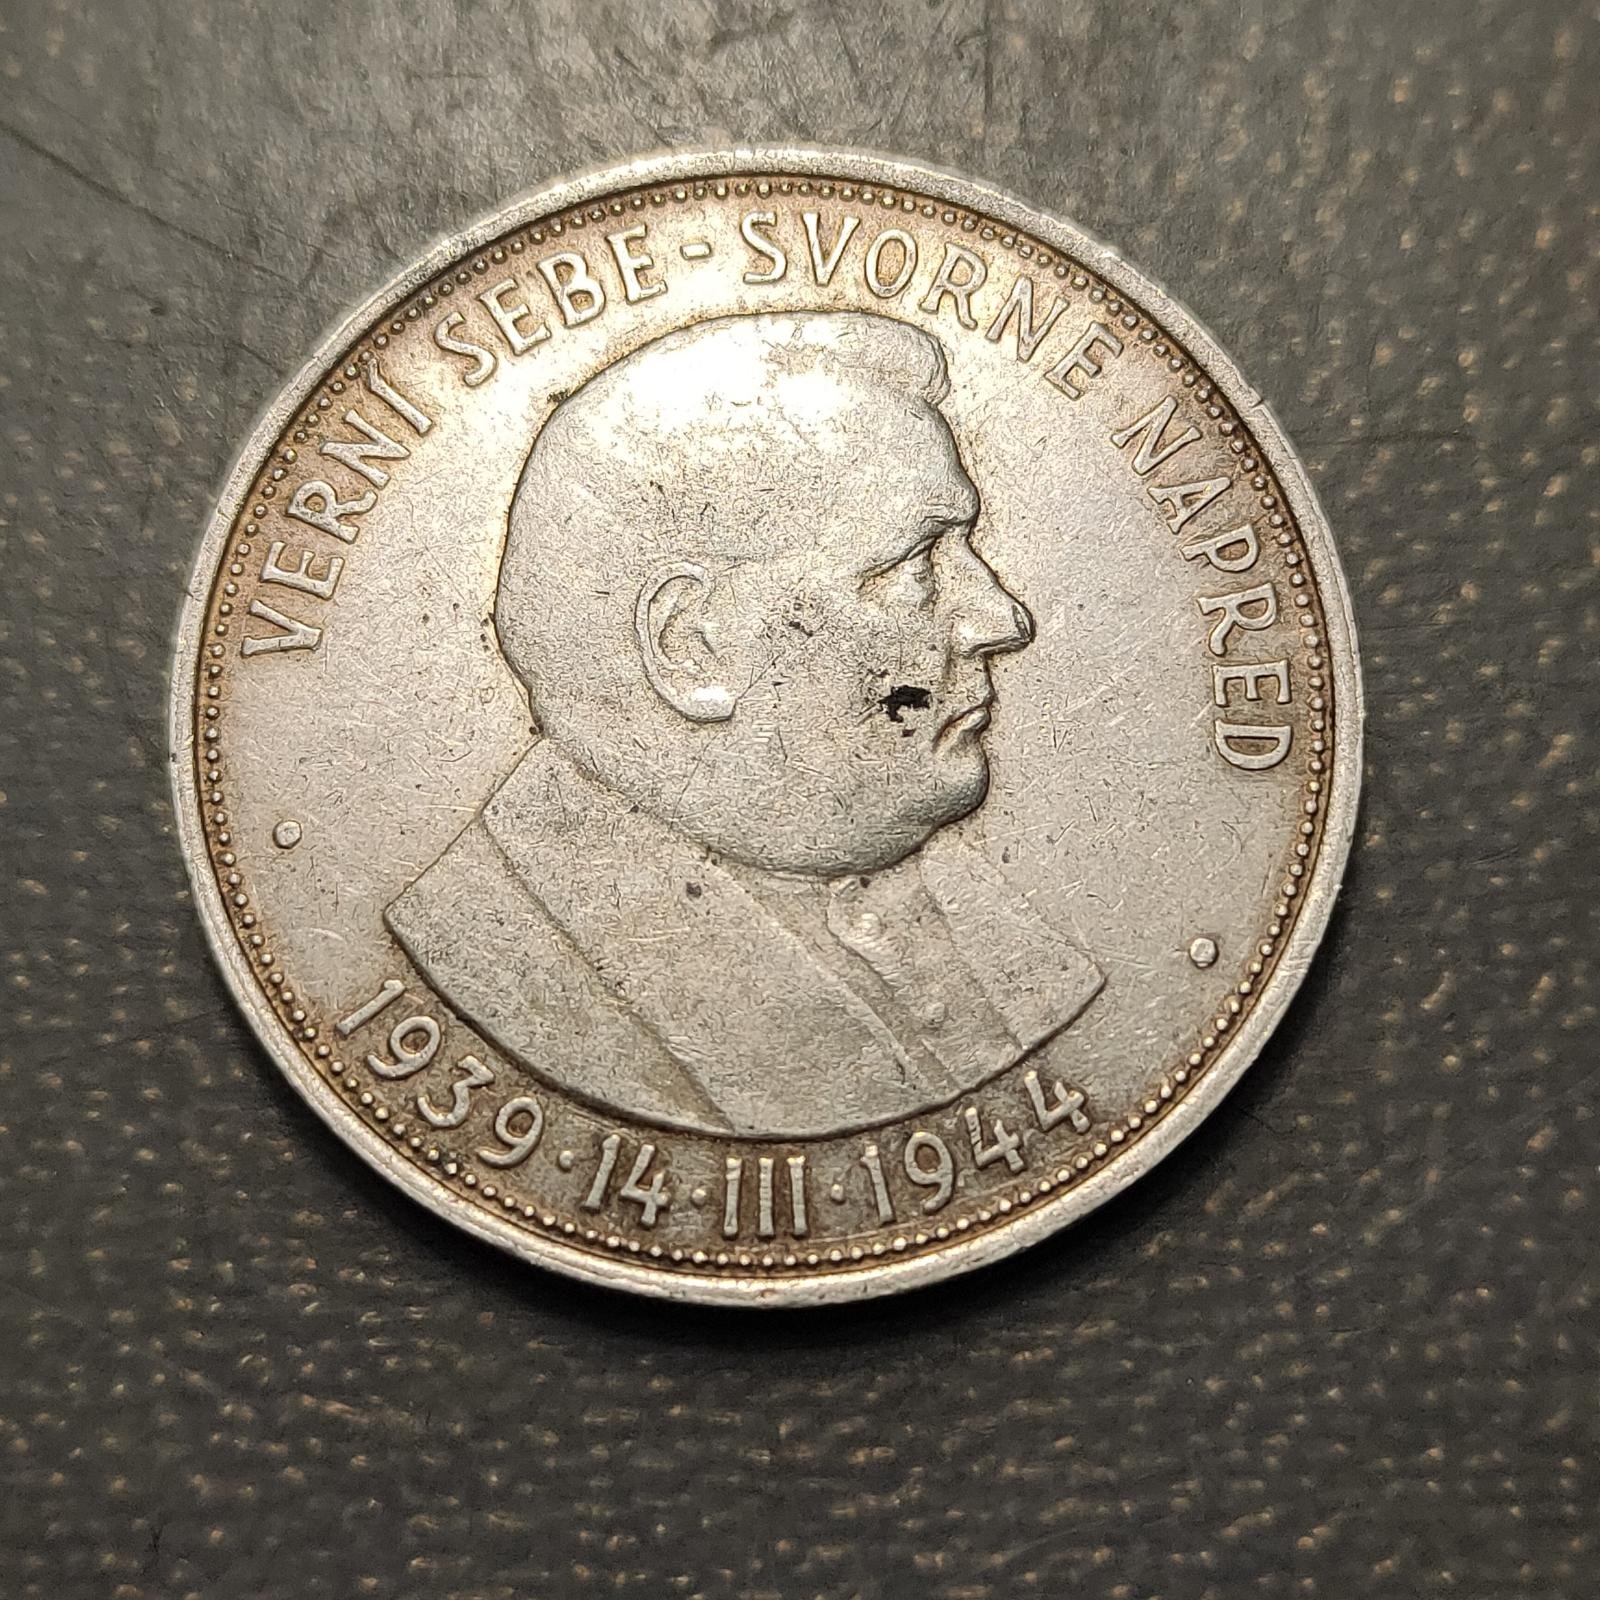 VERNÍ SEBE - SVORNE NAPRED
1939 · 14 · III · 1944